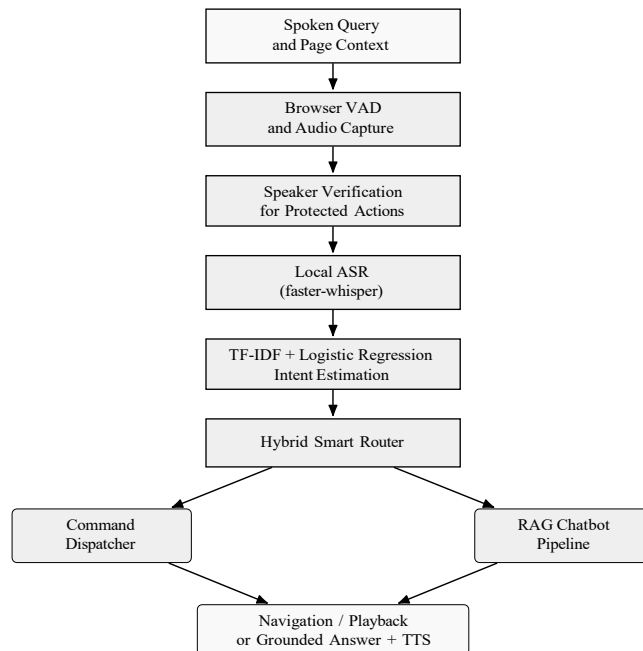 Spoken Query
and Page Context
Browser VAD
and Audio Capture
Speaker Verification
for Protected Actions
Local ASR
(faster-whisper)
TF-IDF + Logistic Regression
Intent Estimation
Hybrid Smart Router
Command
Dispatcher
RAG Chatbot
Pipeline
Navigation / Playback
or Grounded Answer + TTS